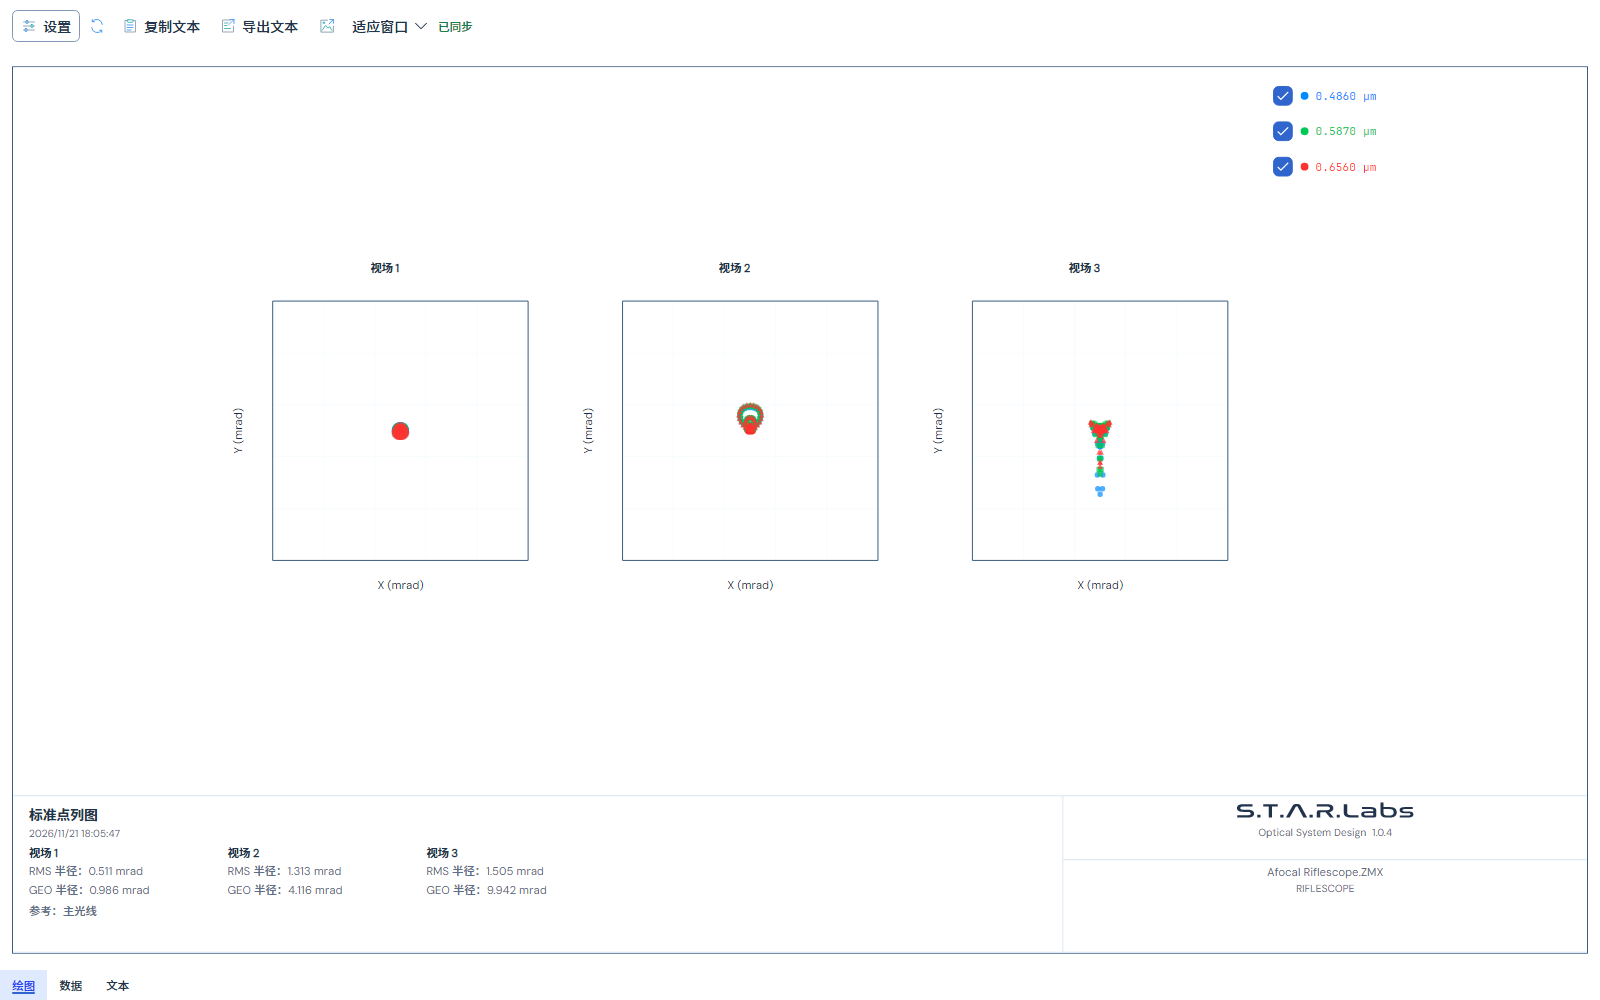 设置 复制文本 导出文本 适应窗口 已同步
0.4860 µm
0.5870 µm
0.6560 µm
视场 1 视场 2 视场 3
Y (mrad) Y (mrad) Y (mrad)
X (mrad) X (mrad) X (mrad)
标准点列图
2026/11/21 18:05:47
视场 1 视场 2 视场 3
RMS 半径：0.511 mrad RMS 半径：1.313 mrad RMS 半径：1.505 mrad
GEO 半径：0.986 mrad GEO 半径：4.116 mrad GEO 半径：9.942 mrad
参考：主光线
S.T.A.R.Labs
Optical System Design 1.0.4
Afocal Riflescope.ZMX
RIFLESCOPE
绘图 数据 文本